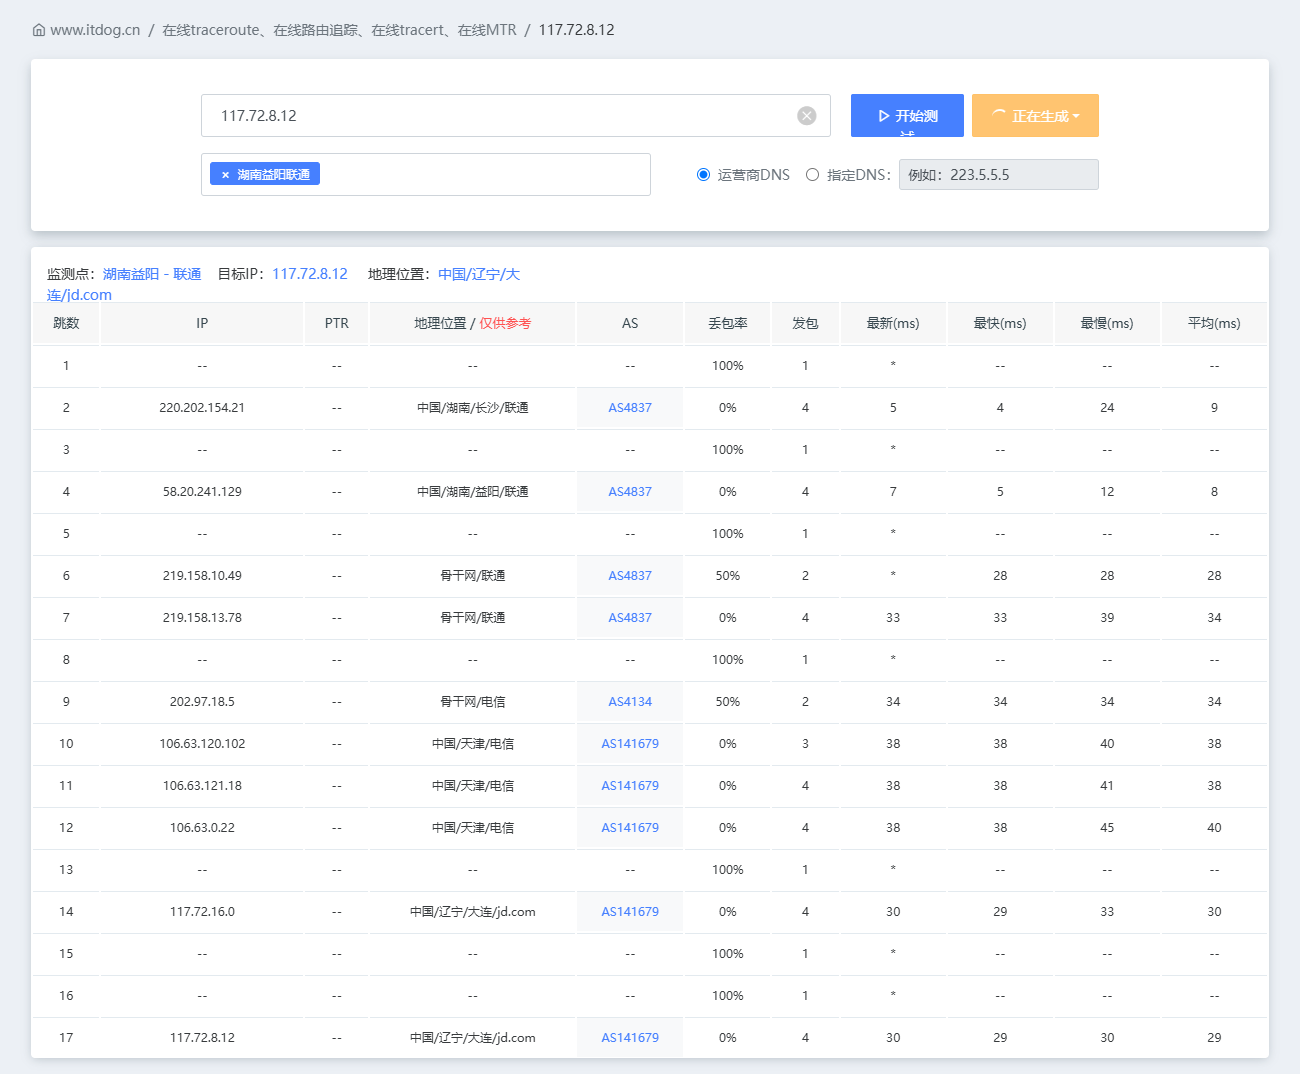 www.itdog.cn / 在线traceroute、在线路由追踪、在线tracert、在线MTR / 117.72.8.12
117.72.8.12
开始测
正在生成
× 湖南益阳联通
运营商DNS 指定DNS: 例如：223.5.5.5
监测点：湖南益阳 - 联通 目标IP：117.72.8.12 地理位置：中国/辽宁/大
连/jd.com
跳数 IP PTR 地理位置 / 仅供参考 AS 丢包率 发包 最新(ms) 最快(ms) 最慢(ms) 平均(ms)
1 -- -- -- -- 100% 1 * -- -- --
2 220.202.154.21 -- 中国/湖南/长沙/联通 AS4837 0% 4 5 4 24 9
3 -- -- -- -- 100% 1 * -- -- --
4 58.20.241.129 -- 中国/湖南/益阳/联通 AS4837 0% 4 7 5 12 8
5 -- -- -- -- 100% 1 * -- -- --
6 219.158.10.49 -- 骨干网/联通 AS4837 50% 2 * 28 28 28
7 219.158.13.78 -- 骨干网/联通 AS4837 0% 4 33 33 39 34
8 -- -- -- -- 100% 1 * -- -- --
9 202.97.18.5 -- 骨干网/电信 AS4134 50% 2 34 34 34 34
10 106.63.120.102 -- 中国/天津/电信 AS141679 0% 3 38 38 40 38
11 106.63.121.18 -- 中国/天津/电信 AS141679 0% 4 38 38 41 38
12 106.63.0.22 -- 中国/天津/电信 AS141679 0% 4 38 38 45 40
13 -- -- -- -- 100% 1 * -- -- --
14 117.72.16.0 -- 中国/辽宁/大连/jd.com AS141679 0% 4 30 29 33 30
15 -- -- -- -- 100% 1 * -- -- --
16 -- -- -- -- 100% 1 * -- -- --
17 117.72.8.12 -- 中国/辽宁/大连/jd.com AS141679 0% 4 30 29 30 29